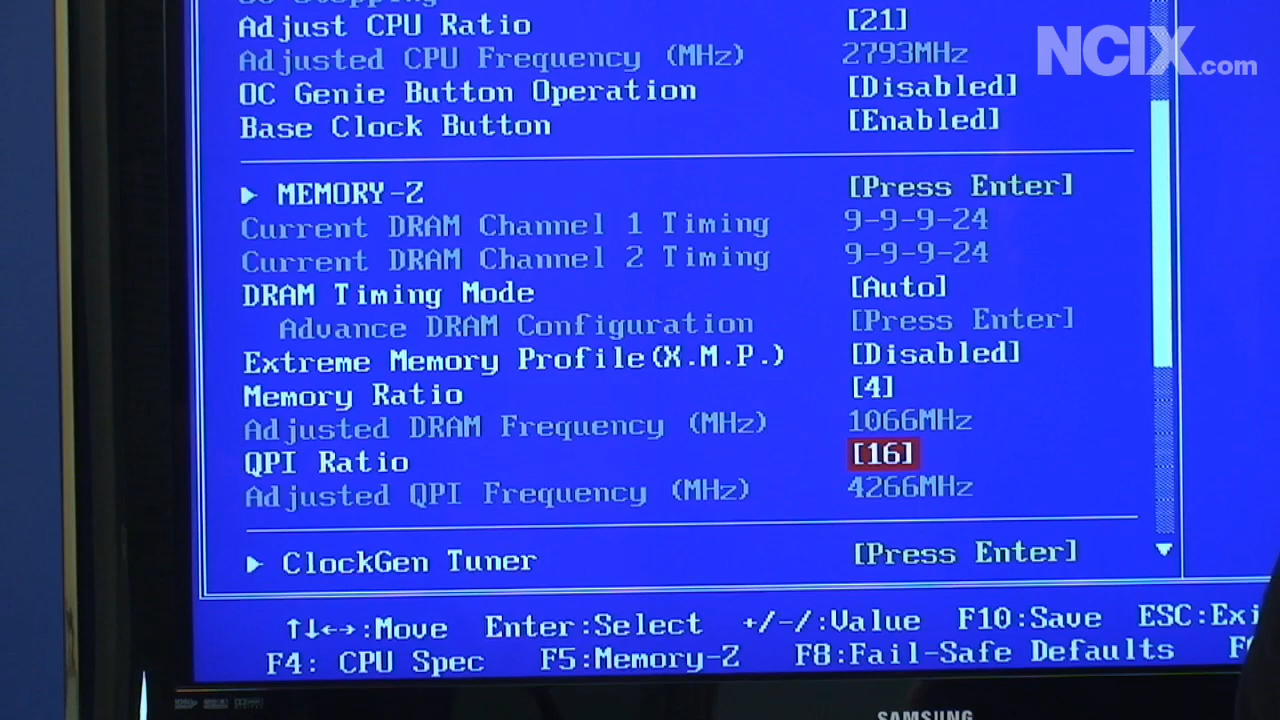 Adjust CPU Ratio [21]
Adjusted CPU Frequency (MHz) 2793MHz
OC Genie Button Operation [Disabled]
Base Clock Button [Enabled]
MEMORY-Z [Press Enter]
Current DRAM Channel 1 Timing 9-9-9-24
Current DRAM Channel 2 Timing 9-9-9-24
DRAM Timing Mode [Auto]
Advance DRAM Configuration [Press Enter]
Extreme Memory Profile(X.M.P.) [Disabled]
Memory Ratio [4]
Adjusted DRAM Frequency (MHz) 1066MHz
QPI Ratio [16]
Adjusted QPI Frequency (MHz) 4266MHz
ClockGen Tuner [Press Enter]
↑↓←→:Move Enter:Select +/-/:Value F10:Save ESC:Exi
F4: CPU Spec F5:Memory-Z F8:Fail-Safe Defaults
SAMSUNG
NCIX.com